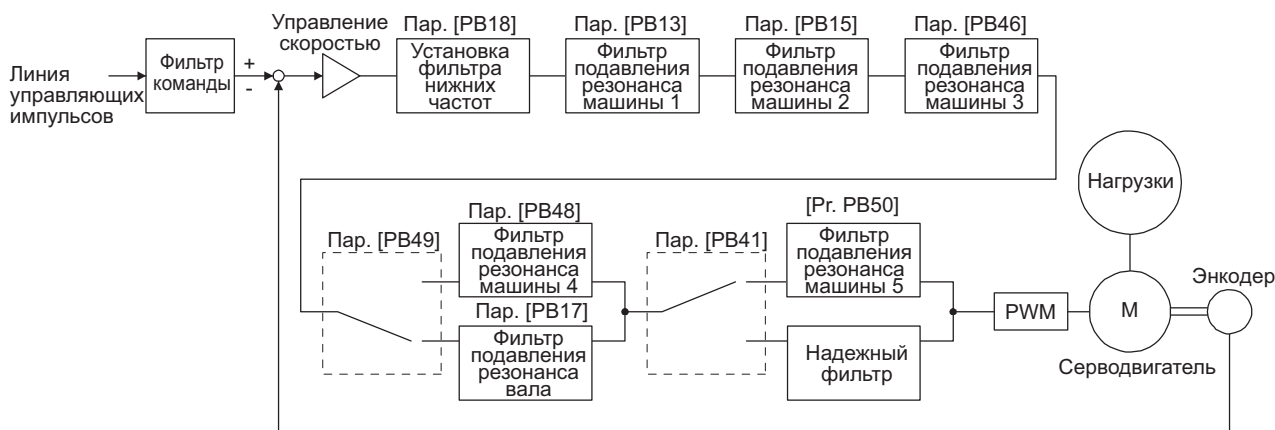 Линия
управляющих
импульсов
Фильтр
команды
+
-
Управление
скоростью
Пар. [PB18]
Установка
фильтра
нижних
частот
Пар. [PB13]
Фильтр
подавления
резонанса
машины 1
Пар. [PB15]
Фильтр
подавления
резонанса
машины 2
Пар. [PB46]
Фильтр
подавления
резонанса
машины 3
Пар. [PB49]
Пар. [PB48]
Фильтр
подавления
резонанса
машины 4
Пар. [PB17]
Фильтр
подавления
резонанса
вала
Пар. [PB41]
[Pr. PB50]
Фильтр
подавления
резонанса
машины 5
Надежный
фильтр
PWM
Нагрузки
М
Серводвигатель
Энкодер